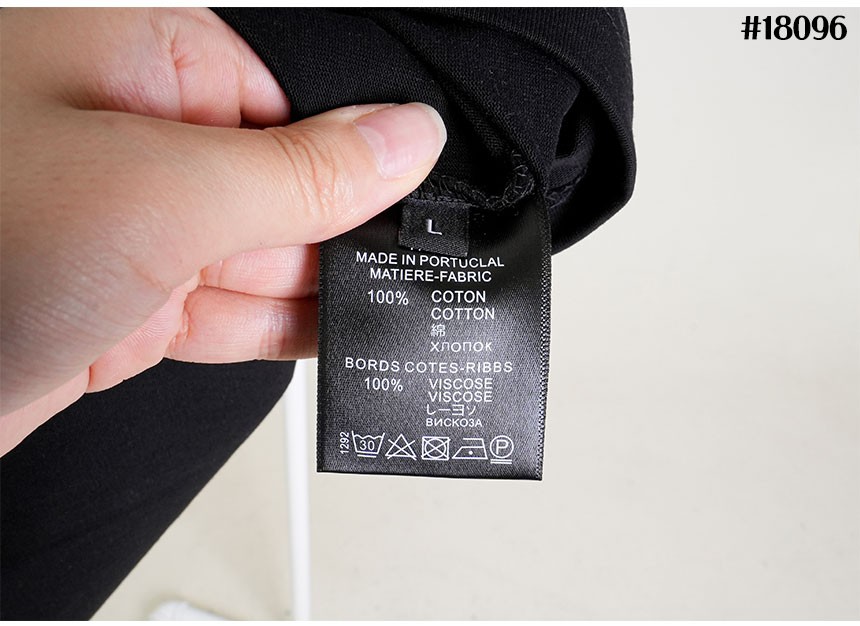 #18096
L
MADE IN PORTUCLAL
MATIERE-FABRIC
100% COTON
COTTON
綿
ХЛОПОК
BORDS COTES-RIBBS
100% VISCOSE
VISCOSE
レーヨソ
ВИСКОЗА
1292
30
P